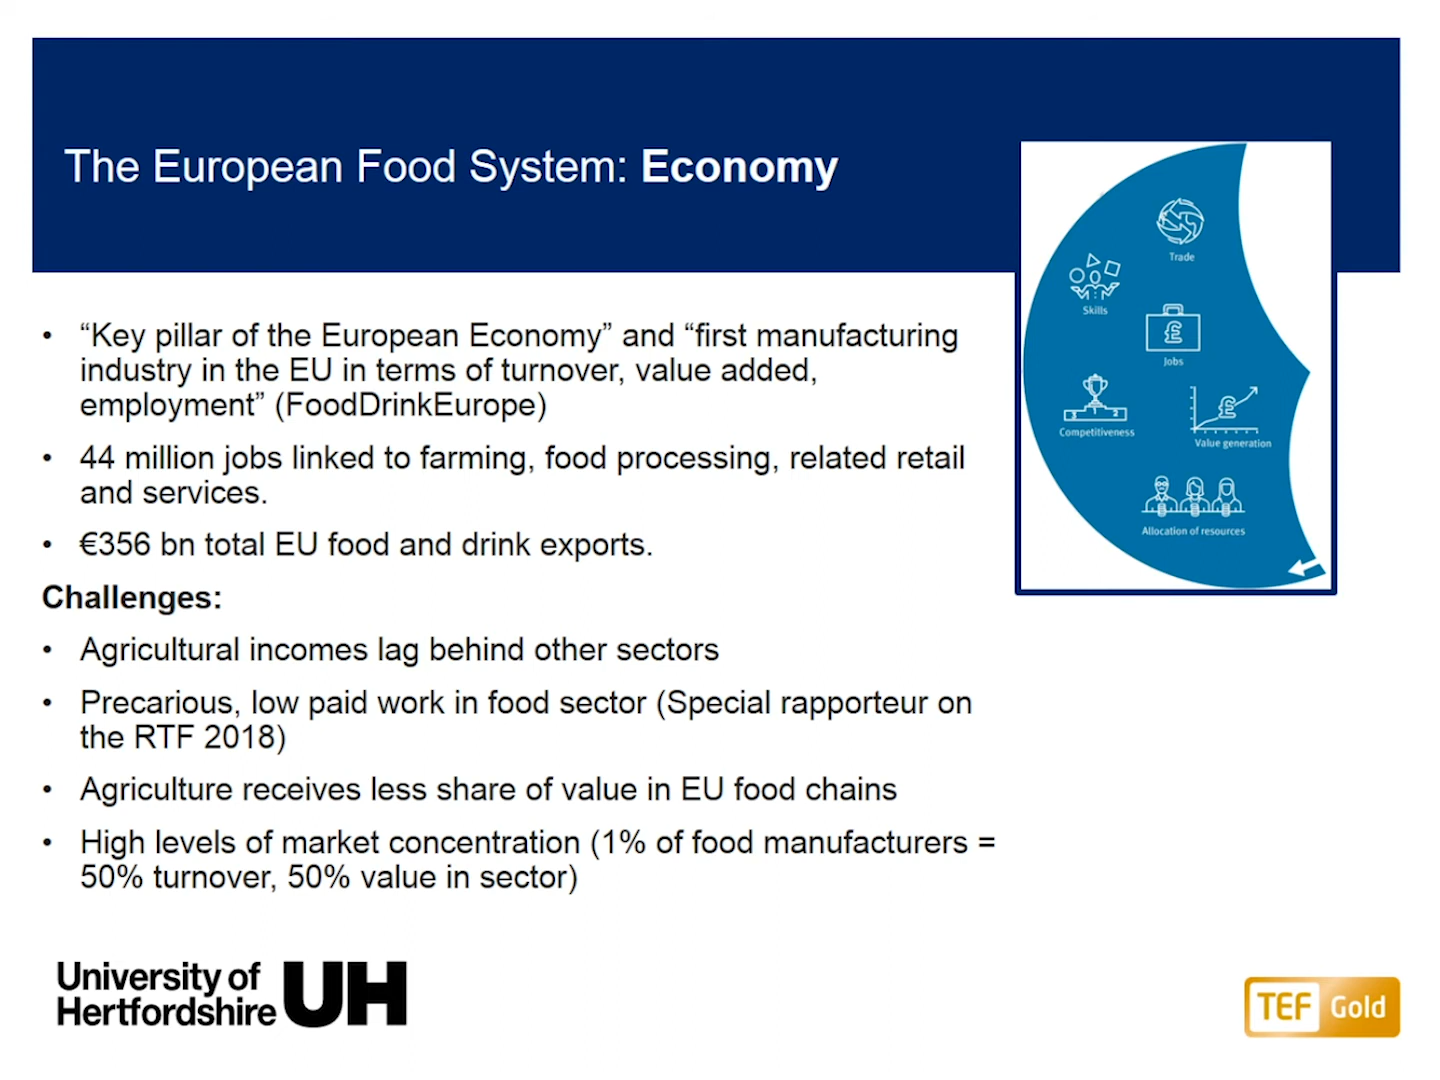 The European Food System: Economy
• “Key pillar of the European Economy” and “first manufacturing
industry in the EU in terms of turnover, value added,
employment” (FoodDrinkEurope)
• 44 million jobs linked to farming, food processing, related retail
and services.
• €356 bn total EU food and drink exports.
Challenges:
• Agricultural incomes lag behind other sectors
• Precarious, low paid work in food sector (Special rapporteur on
the RTF 2018)
• Agriculture receives less share of value in EU food chains
• High levels of market concentration (1% of food manufacturers =
50% turnover, 50% value in sector)
Trade
Skills
£
Jobs
3 1 2
Competitiveness
£
Value generation
Allocation of resources
University of
Hertfordshire
UH
TEF Gold